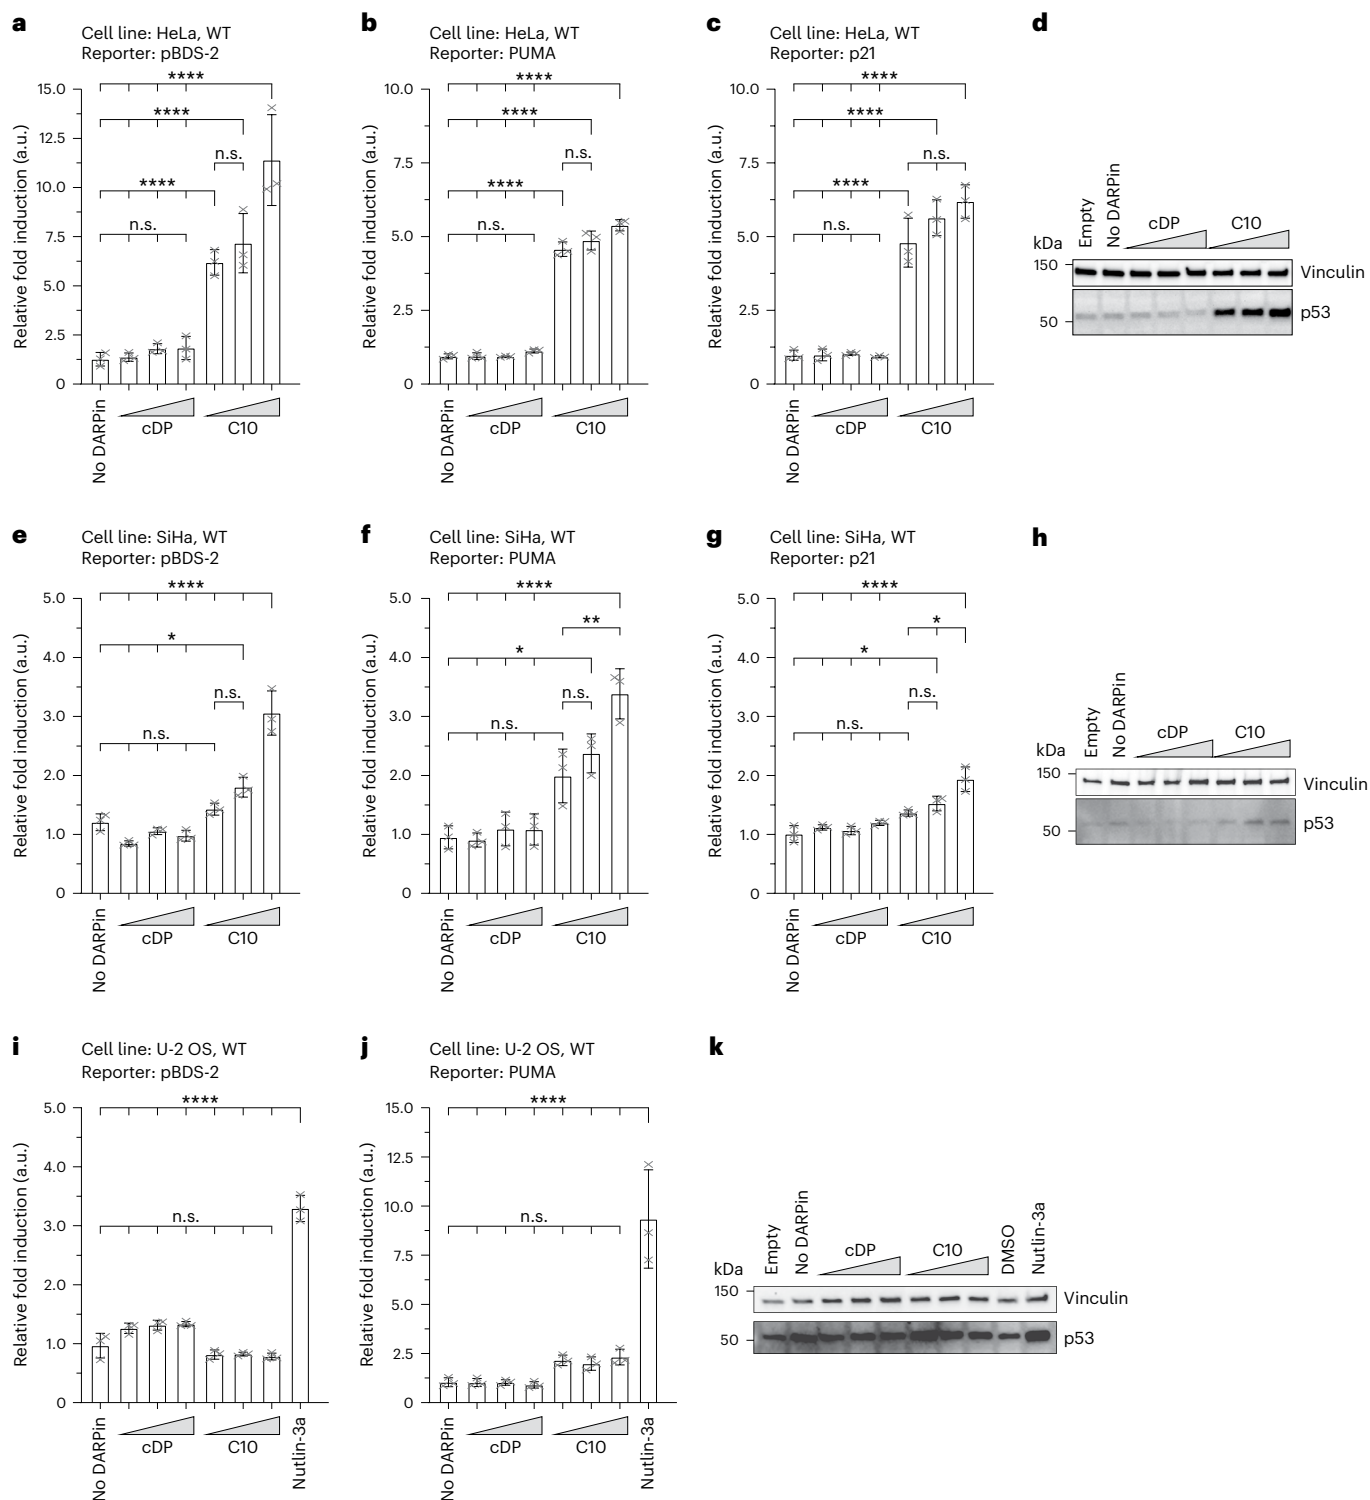 a
Cell line: HeLa, WT
Reporter: pBDS-2
Relative fold induction (a.u.)
15.0
12.5
10.0
7.5
5.0
2.5
0
****
****
****
n.s.
n.s.
No DARPin
cDP
C10
b
Cell line: HeLa, WT
Reporter: PUMA
Relative fold induction (a.u.)
10.0
7.5
5.0
2.5
0
****
****
n.s.
****
n.s.
No DARPin
cDP
C10
c
Cell line: HeLa, WT
Reporter: p21
Relative fold induction (a.u.)
10.0
7.5
5.0
2.5
0
****
****
n.s.
****
n.s.
No DARPin
cDP
C10
d
Empty
No DARPin
cDP
C10
kDa
150
Vinculin
50
p53
e
Cell line: SiHa, WT
Reporter: pBDS-2
Relative fold induction (a.u.)
5.0
4.0
3.0
2.0
1.0
0
****
*
n.s.
n.s.
No DARPin
cDP
C10
f
Cell line: SiHa, WT
Reporter: PUMA
Relative fold induction (a.u.)
5.0
4.0
3.0
2.0
1.0
0
****
**
*
n.s.
n.s.
No DARPin
cDP
C10
g
Cell line: SiHa, WT
Reporter: p21
Relative fold induction (a.u.)
5.0
4.0
3.0
2.0
1.0
0
****
*
*
n.s.
n.s.
No DARPin
cDP
C10
h
Empty
No DARPin
cDP
C10
kDa
150
Vinculin
50
p53
i
Cell line: U-2 OS, WT
Reporter: pBDS-2
Relative fold induction (a.u.)
5.0
4.0
3.0
2.0
1.0
0
****
n.s.
No DARPin
cDP
C10
Nutlin-3a
j
Cell line: U-2 OS, WT
Reporter: PUMA
Relative fold induction (a.u.)
15.0
12.5
10.0
7.5
5.0
2.5
0
****
n.s.
No DARPin
cDP
C10
Nutlin-3a
k
Empty
No DARPin
cDP
C10
DMSO
Nutlin-3a
kDa
150
Vinculin
50
p53